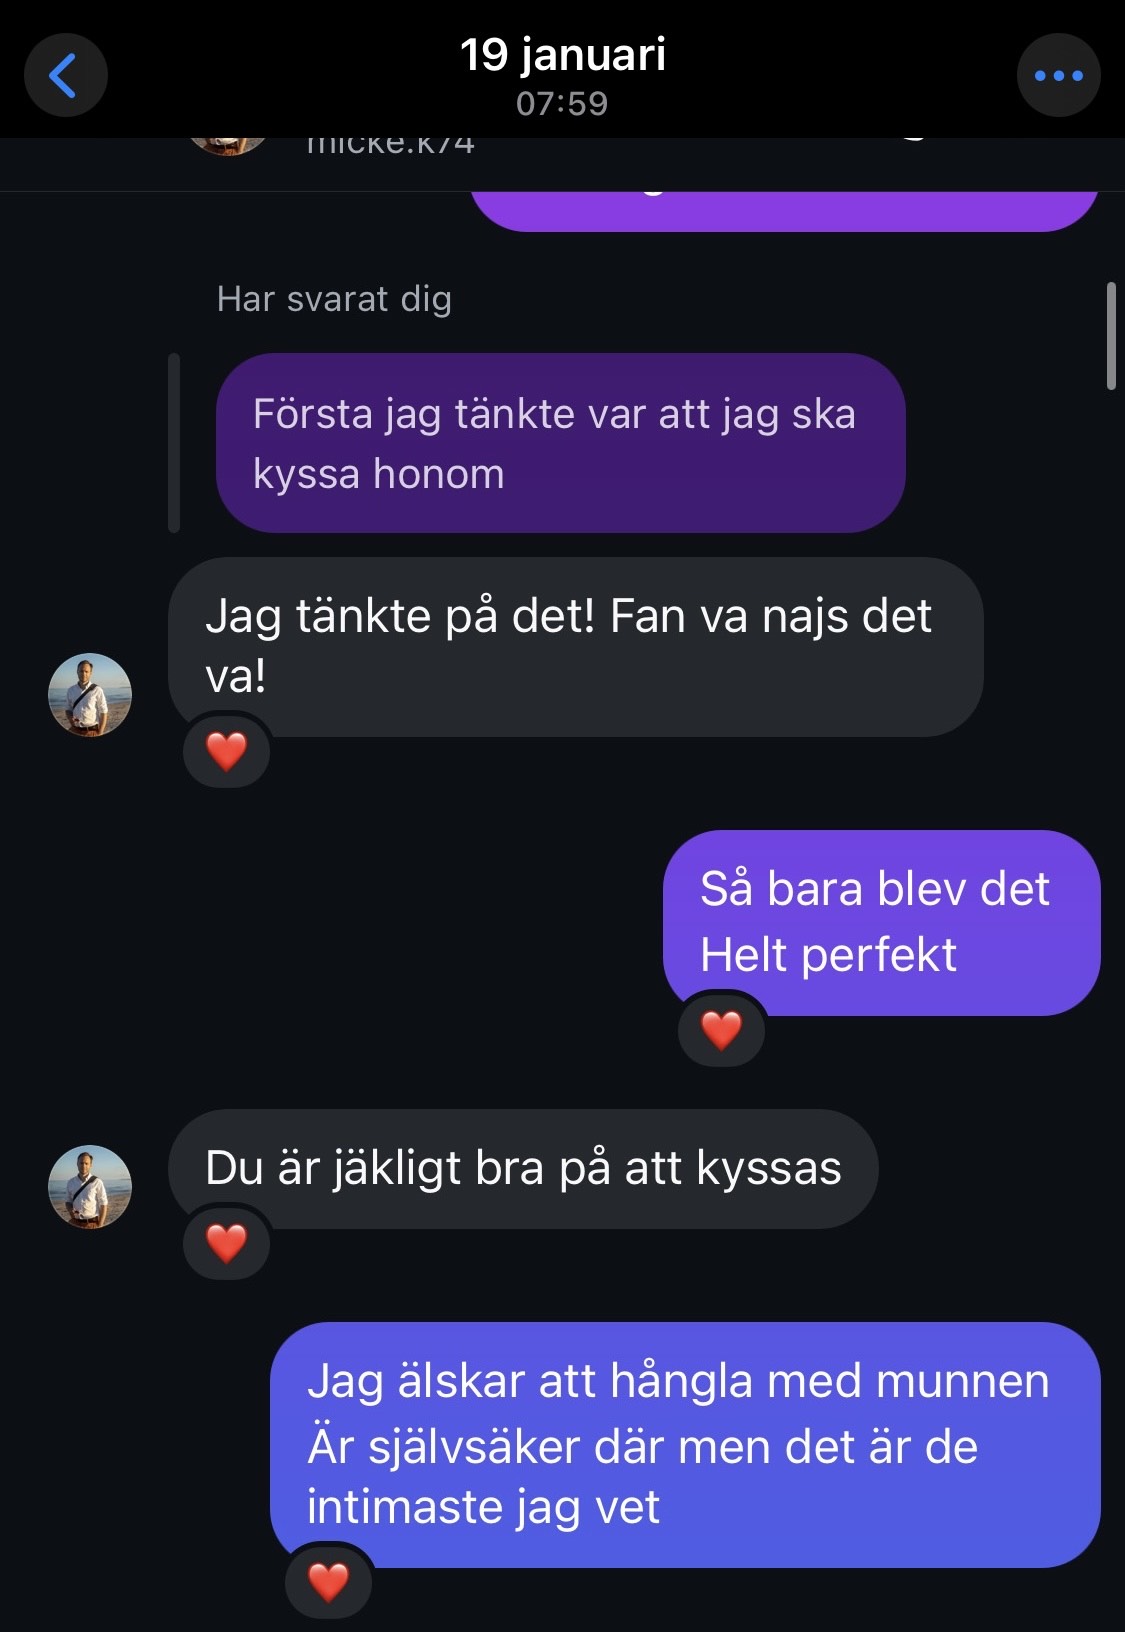 19 januari
07:59
micke.k74
Har svarat dig
Första jag tänkte var att jag ska
kyssa honom
Jag tänkte på det! Fan va najs det
va!
Så bara blev det
Helt perfekt
Du är jäkligt bra på att kyssas
Jag älskar att hångla med munnen
Är självsäker där men det är de
intimaste jag vet